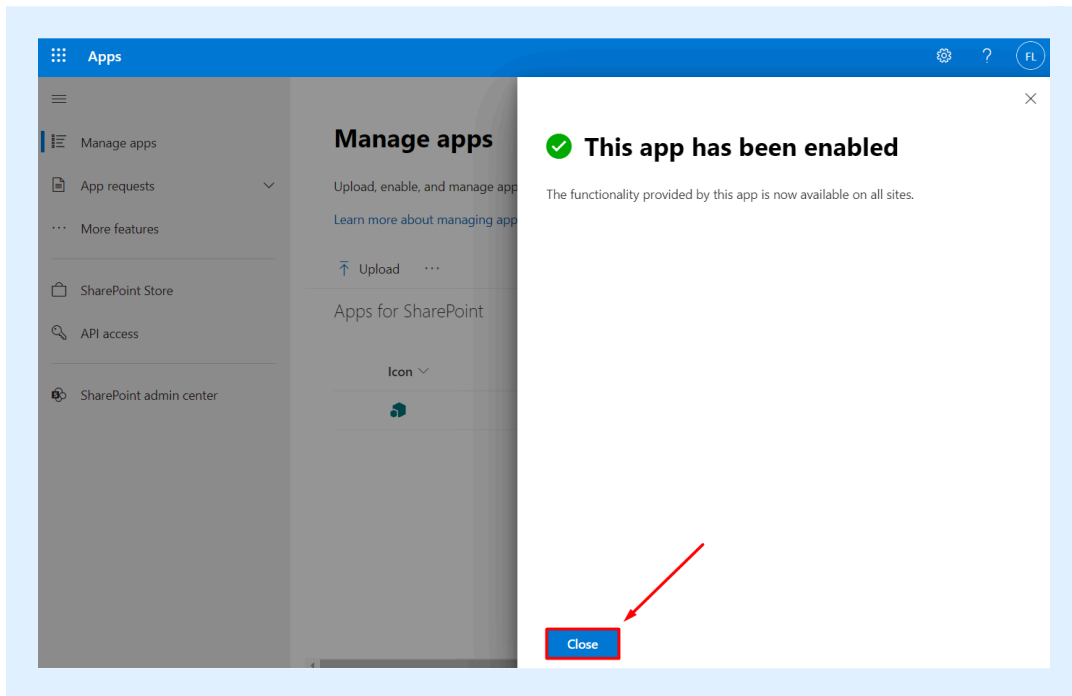 Apps
?
FL
Manage apps
App requests
More features
SharePoint Store
API access
SharePoint admin center
Manage apps
Upload, enable, and manage app
Learn more about managing app
Upload
Apps for SharePoint
Icon
This app has been enabled
The functionality provided by this app is now available on all sites.
Close